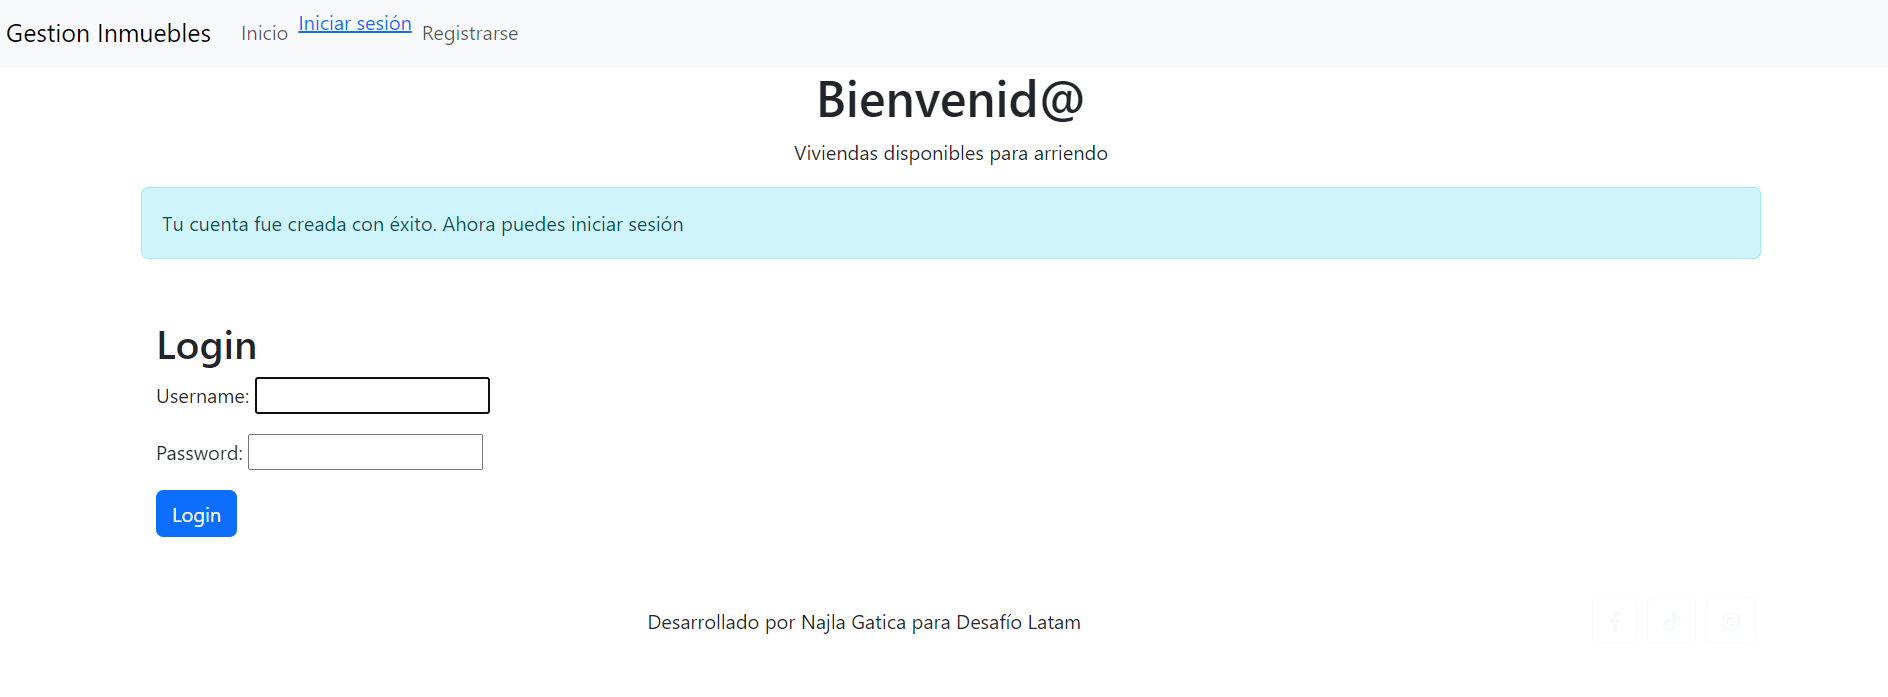 Gestion Inmuebles Inicio Iniciar sesión Registrarse
Bienvenid@
Viviendas disponibles para arriendo
Tu cuenta fue creada con éxito. Ahora puedes iniciar sesión
Login
Username:
Password:
Login
Desarrollado por Najla Gatica para Desafío Latam